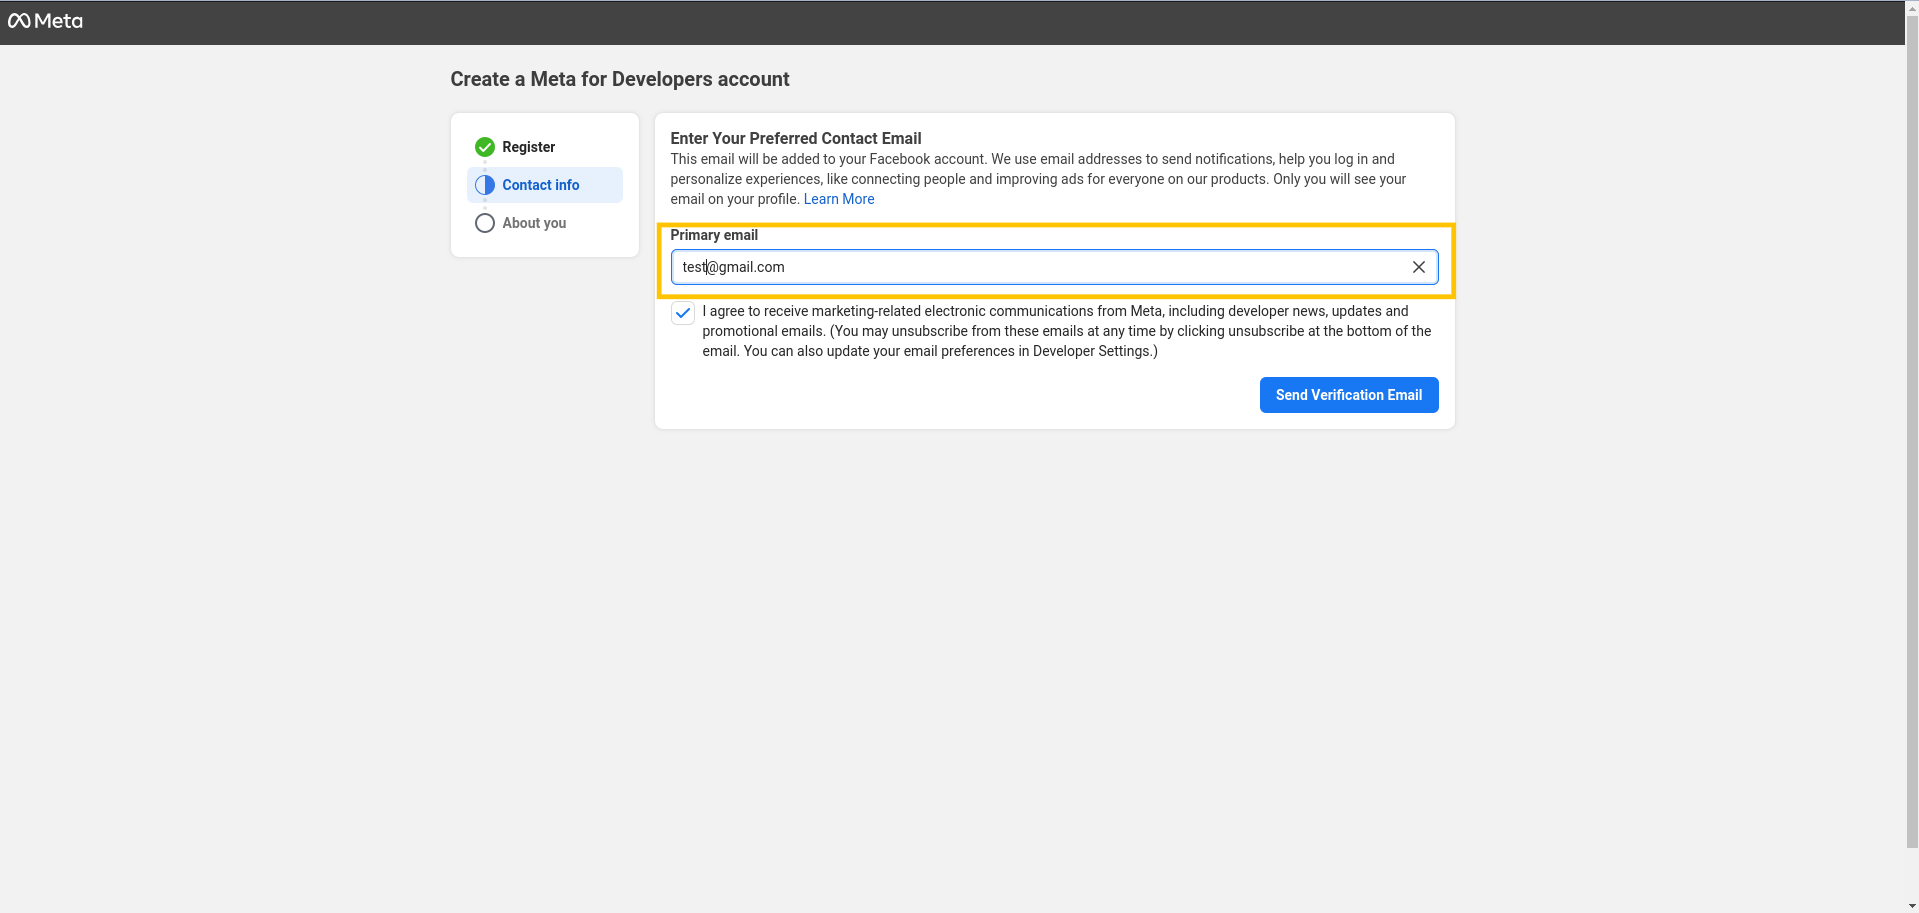 Meta
Create a Meta for Developers account
Register
Contact info
About you
Enter Your Preferred Contact Email
This email will be added to your Facebook account. We use email addresses to send notifications, help you log in and
personalize experiences, like connecting people and improving ads for everyone on our products. Only you will see your
email on your profile. Learn More
Primary email
test@gmail.com
I agree to receive marketing-related electronic communications from Meta, including developer news, updates and
promotional emails. (You may unsubscribe from these emails at any time by clicking unsubscribe at the bottom of the
email. You can also update your email preferences in Developer Settings.)
Send Verification Email